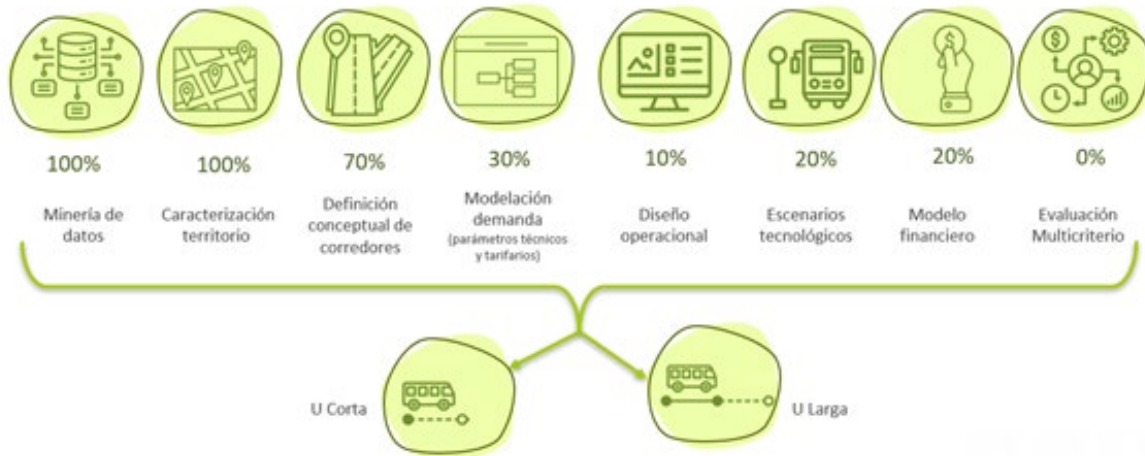 100%
100%
70%
30%
10%
20%
20%
0%
Minería de
datos
Caracterización
territorio
Definición
conceptual de
corredores
Modelación
demanda
(parámetros técnicos
y tarifarios)
Diseño
operacional
Escenarios
tecnológicos
Modelo
financiero
Evaluación
Multicriterio
U Corta
U Larga